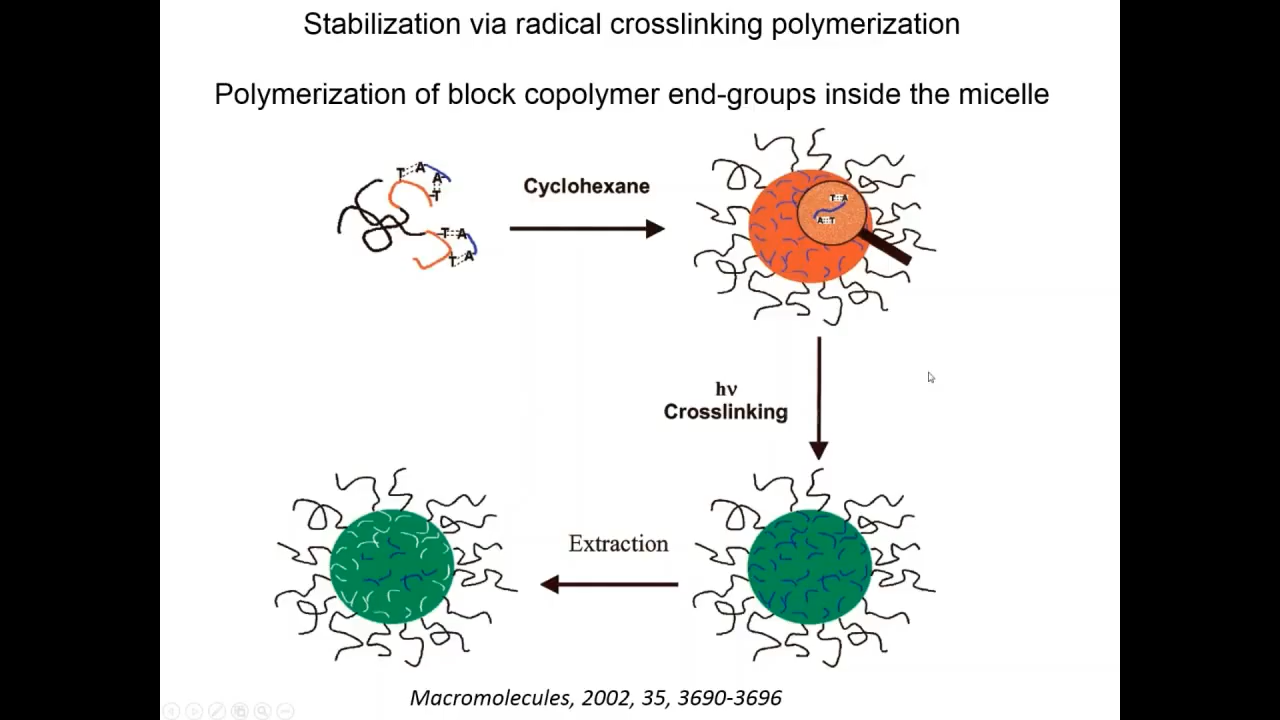 Stabilization via radical crosslinking polymerization
Polymerization of block copolymer end-groups inside the micelle
T A
A
T
T A
T A
Cyclohexane
T A
A T
hν
Crosslinking
Extraction
Macromolecules, 2002, 35, 3690-3696